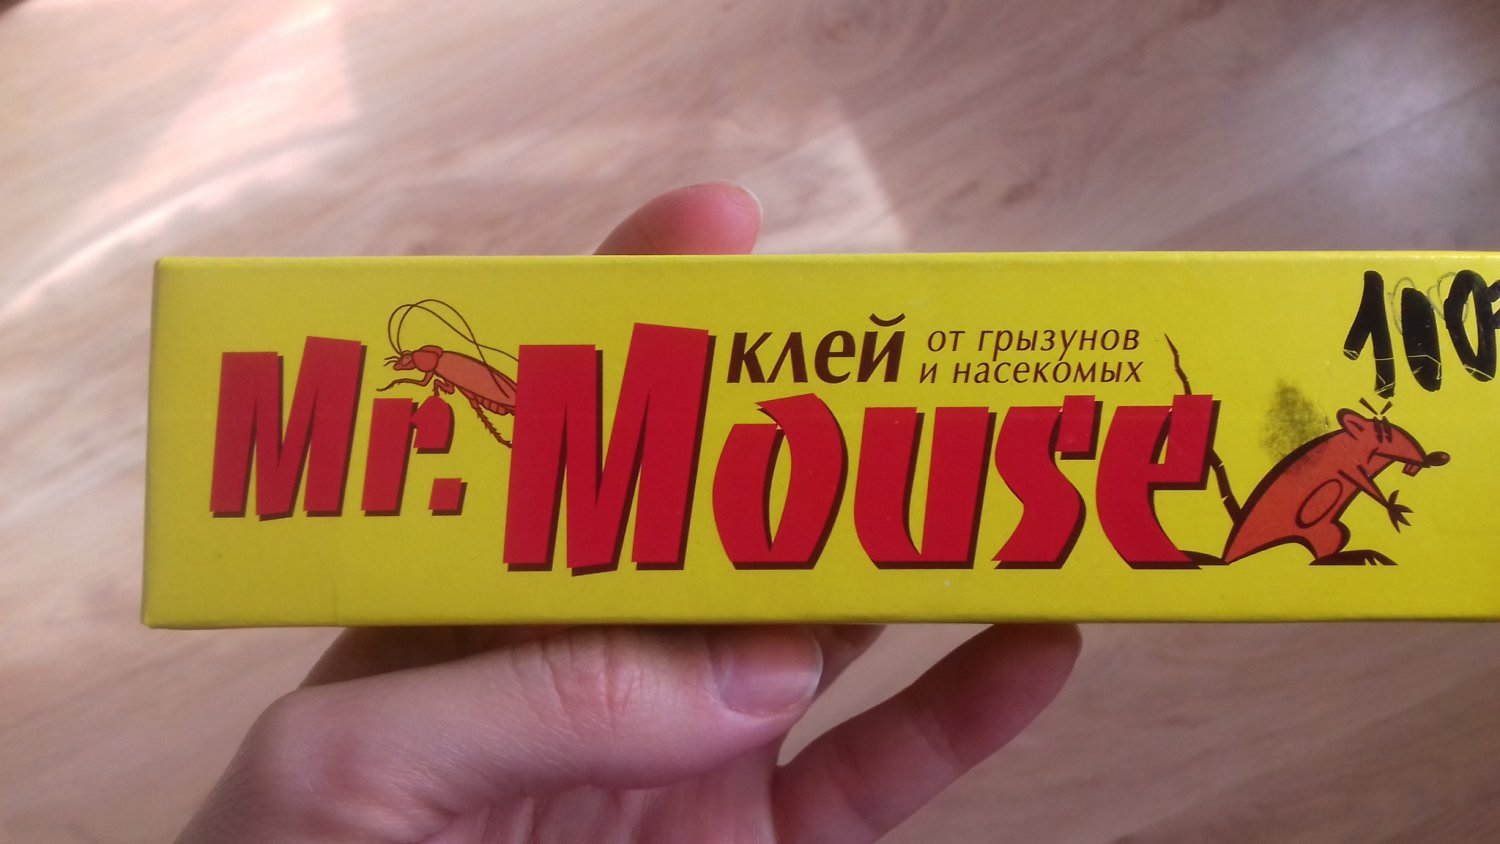 Mr. Mouse
клей от грызунов
и насекомых
100